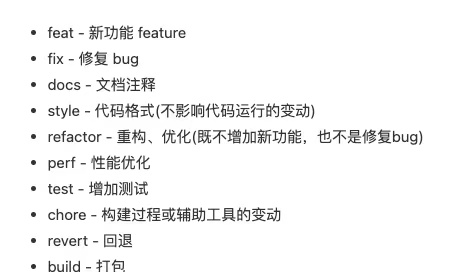 feat - 新功能 feature
fix - 修复 bug
docs - 文档注释
style - 代码格式(不影响代码运行的变动)
refactor - 重构、优化(既不增加新功能，也不是修复bug)
perf - 性能优化
test - 增加测试
chore - 构建过程或辅助工具的变动
revert - 回退
build - 打包